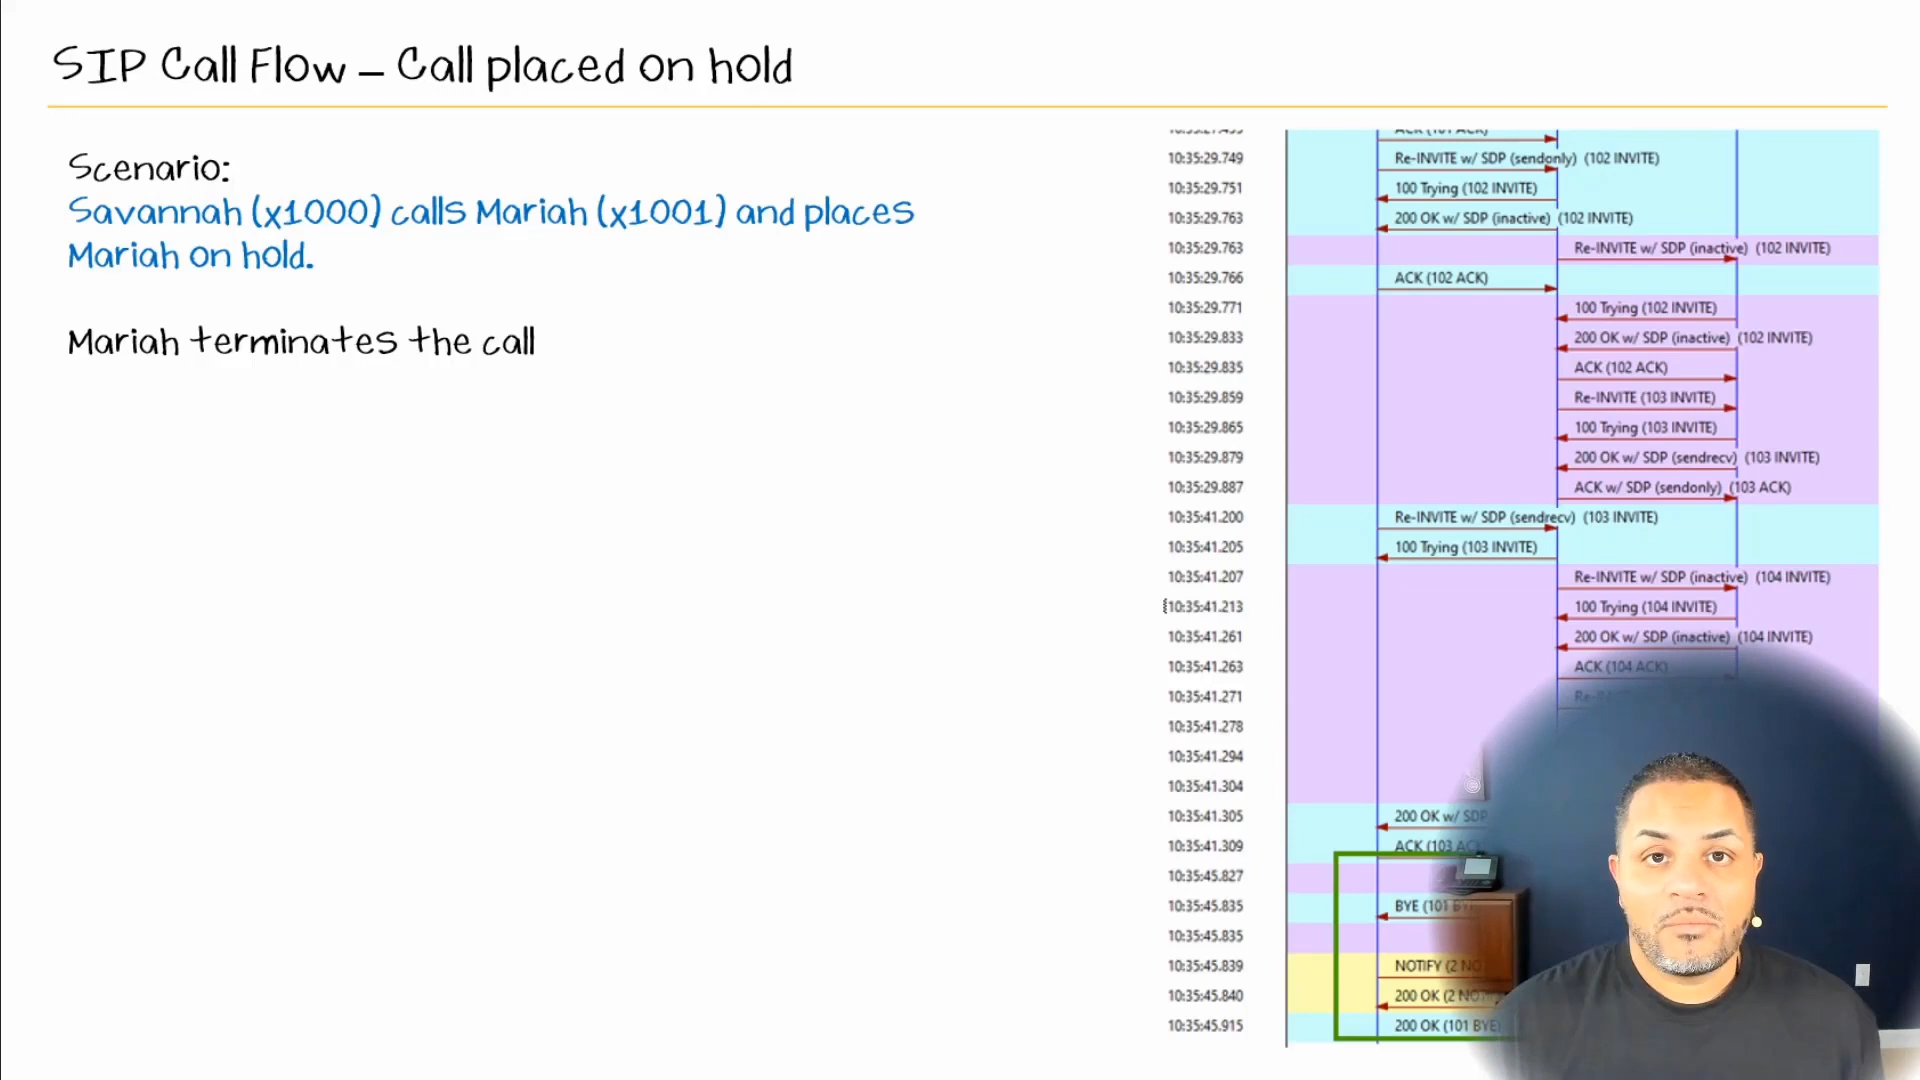 SIP Call Flow – Call placed on hold
Scenario:
Savannah (x1000) calls Mariah (x1001) and places
Mariah on hold.
Mariah terminates the call
10:35:29.749 Re-INVITE w/ SDP (sendonly) (102 INVITE)
10:35:29.751 100 Trying (102 INVITE)
10:35:29.763 200 OK w/ SDP (inactive) (102 INVITE)
10:35:29.763 Re-INVITE w/ SDP (inactive) (102 INVITE)
10:35:29.766 ACK (102 ACK)
10:35:29.771 100 Trying (102 INVITE)
10:35:29.833 200 OK w/ SDP (inactive) (102 INVITE)
10:35:29.835 ACK (102 ACK)
10:35:29.859 Re-INVITE (103 INVITE)
10:35:29.865 100 Trying (103 INVITE)
10:35:29.879 200 OK w/ SDP (sendrecv) (103 INVITE)
10:35:29.887 ACK w/ SDP (sendonly) (103 ACK)
10:35:41.200 Re-INVITE w/ SDP (sendrecv) (103 INVITE)
10:35:41.205 100 Trying (103 INVITE)
10:35:41.207 Re-INVITE w/ SDP (inactive) (104 INVITE)
10:35:41.213 100 Trying (104 INVITE)
10:35:41.261 200 OK w/ SDP (inactive) (104 INVITE)
10:35:41.263 ACK (104 ACK)
10:35:41.271
10:35:41.278
10:35:41.294
10:35:41.304
10:35:41.305 200 OK w/ SDP
10:35:41.309 ACK (103
10:35:45.827
10:35:45.835 BYE (101
10:35:45.835
10:35:45.839 NOTIFY (2
10:35:45.840 200 OK (2
10:35:45.915 200 OK (101 BYE)